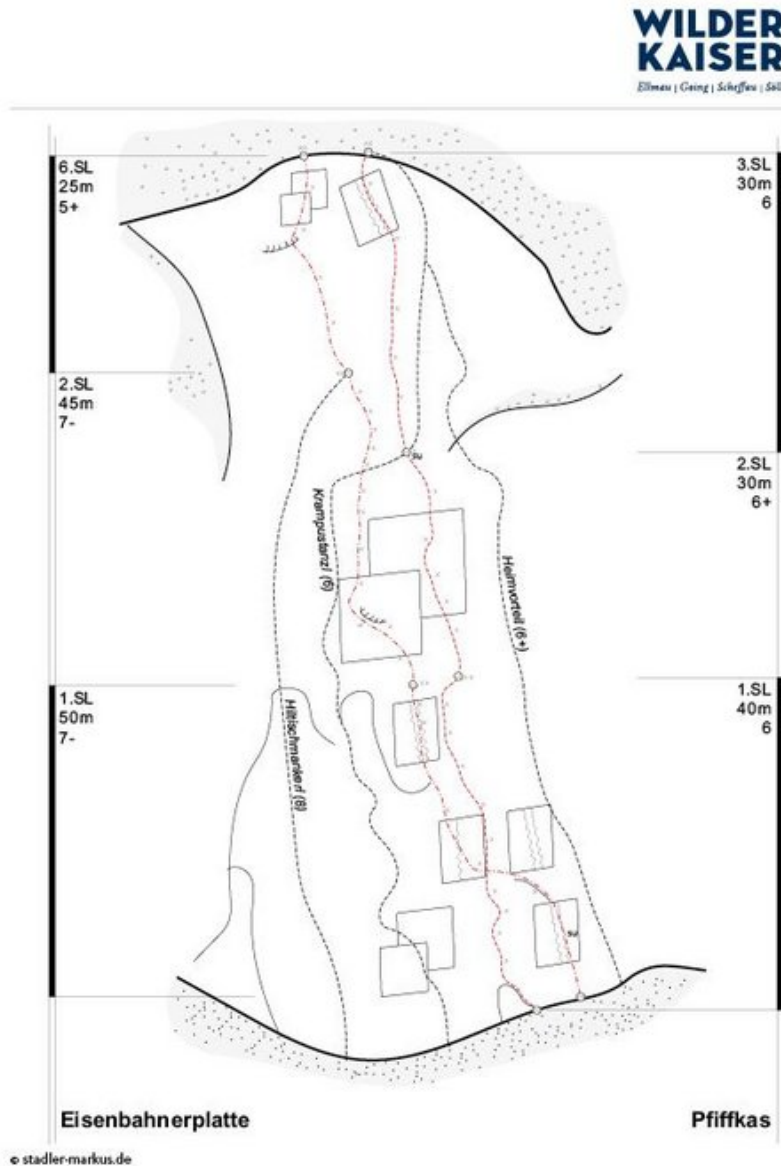 WILDER
KAISER
Ellmau | Going | Scheffau | Söll
6.SL
25m
5+
3.SL
30m
6
2.SL
45m
7-
2.SL
30m
6+
Krampustanzl (6)
Heimvorteil (6+)
1.SL
50m
7-
1.SL
40m
6
Eisenbahnerplatte
Pfiffkas
© stadler-markus.de